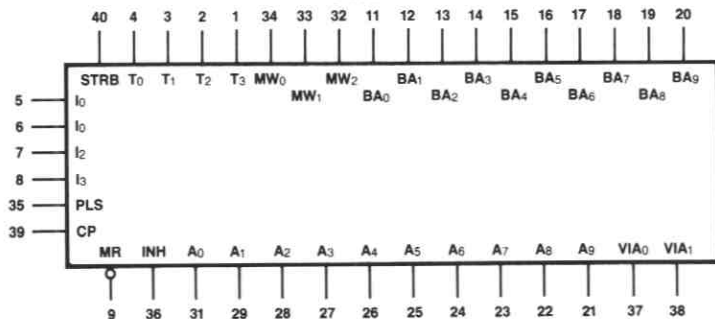 40 4 3 2 1 34 33 32 11 12 13 14 15 16 17 18 19 20
STRB T0 T1 T2 T3 MW0 MW2 BA1 BA3 BA5 BA7 BA9
MW1 BA0 BA2 BA4 BA6 BA8
5 I0
6 I0
7 I2
8 I3
35 PLS
39 CP
MR INH A0 A1 A2 A3 A4 A5 A6 A7 A8 A9 VIA0 VIA1
9 36 31 29 28 27 26 25 24 23 22 21 37 38